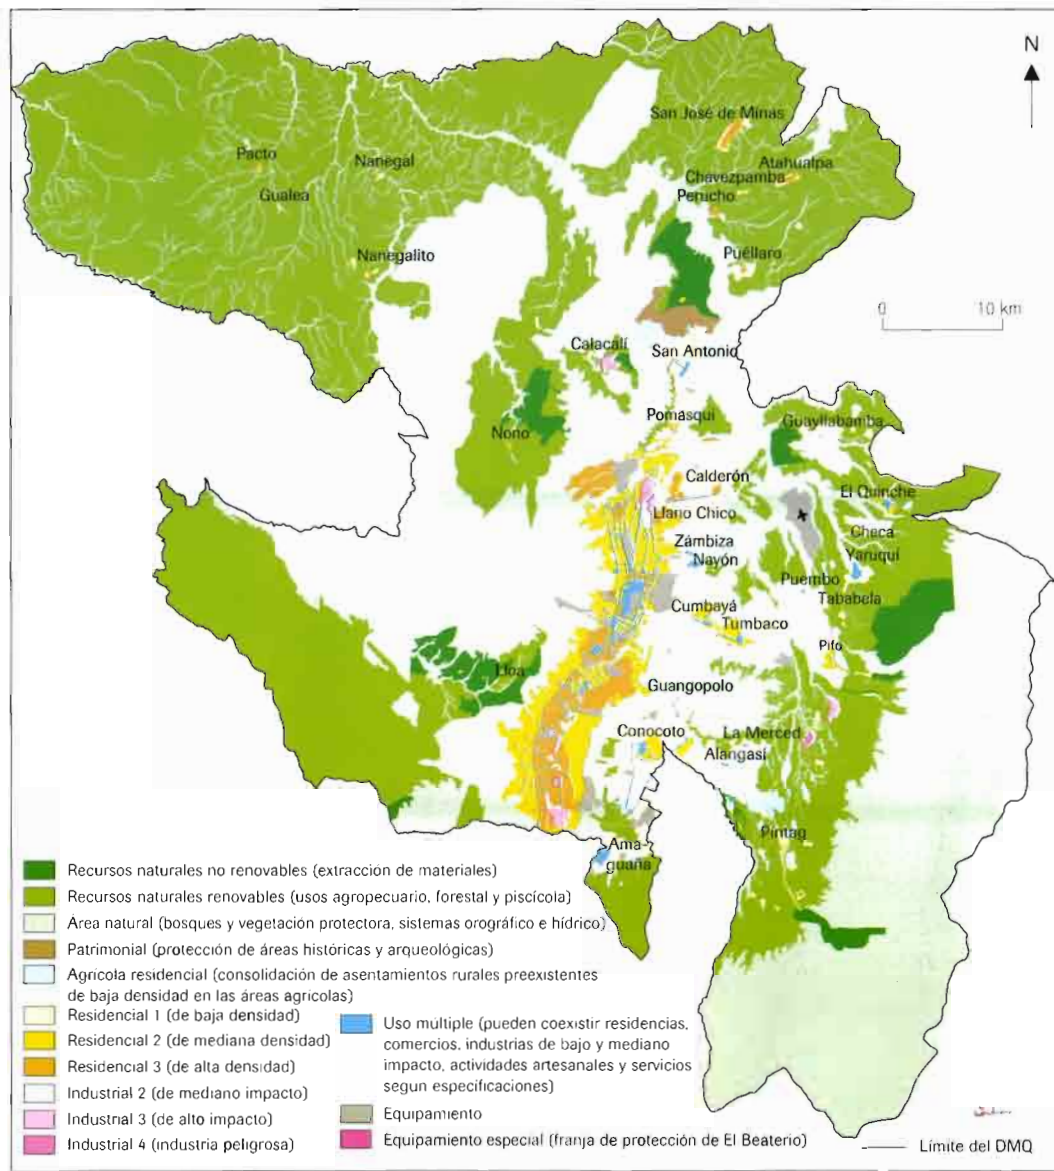 N
San José de Minas
Pacto
Nanegal
Atahualpa
Chavezpamba
Gualea
Perucho
Nanegalito
Puéllaro
0 10 km
Calacalí
San Antonio
Pomasqui
Guayllabamba
Nono
Calderón
El Quinche
Llano Chico
Checa
Zámbiza
Yaruquí
Nayón
Puembo
Tababela
Cumbayá
Tumbaco
Pifo
Lloa
Guangopolo
Conocoto
La Merced
Alangasí
Píntag
Ama-
guaña
Recursos naturales no renovables (extracción de materiales)
Recursos naturales renovables (usos agropecuario, forestal y piscícola)
Area natural (bosques y vegetación protectora, sistemas orográfico e hídrico)
Patrimonial (protección de áreas históricas y arqueológicas)
Agrícola residencial (consolidación de asentamientos rurales preexistentes
de baja densidad en las áreas agrícolas)
Residencial 1 (de baja densidad)
Residencial 2 (de mediana densidad)
Residencial 3 (de alta densidad)
Industrial 2 (de mediano impacto)
Industrial 3 (de alto impacto)
Industrial 4 (industria peligrosa)
Uso múltiple (pueden coexistir residencias,
comercios, industrias de bajo y mediano
impacto, actividades artesanales y servicios
segun especificaciones)
Equipamiento
Equipamiento especial (franja de protección de El Beaterio)
Límite del DMQ